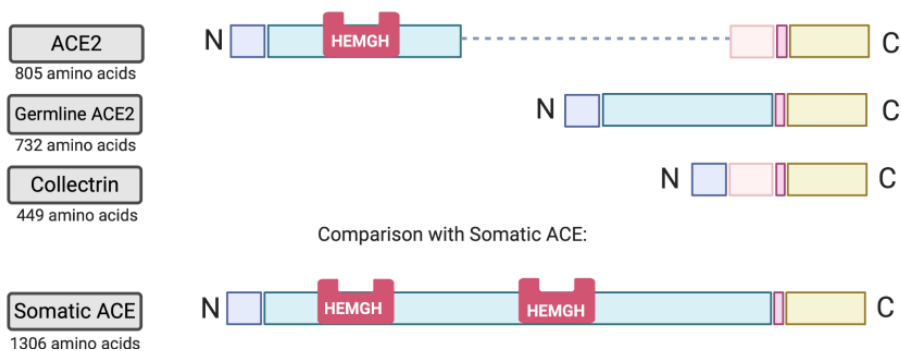 ACE2
N HEMGH C
805 amino acids
Germline ACE2
N C
732 amino acids
Collectrin
N C
449 amino acids
Comparison with Somatic ACE:
Somatic ACE
N HEMGH HEMGH C
1306 amino acids